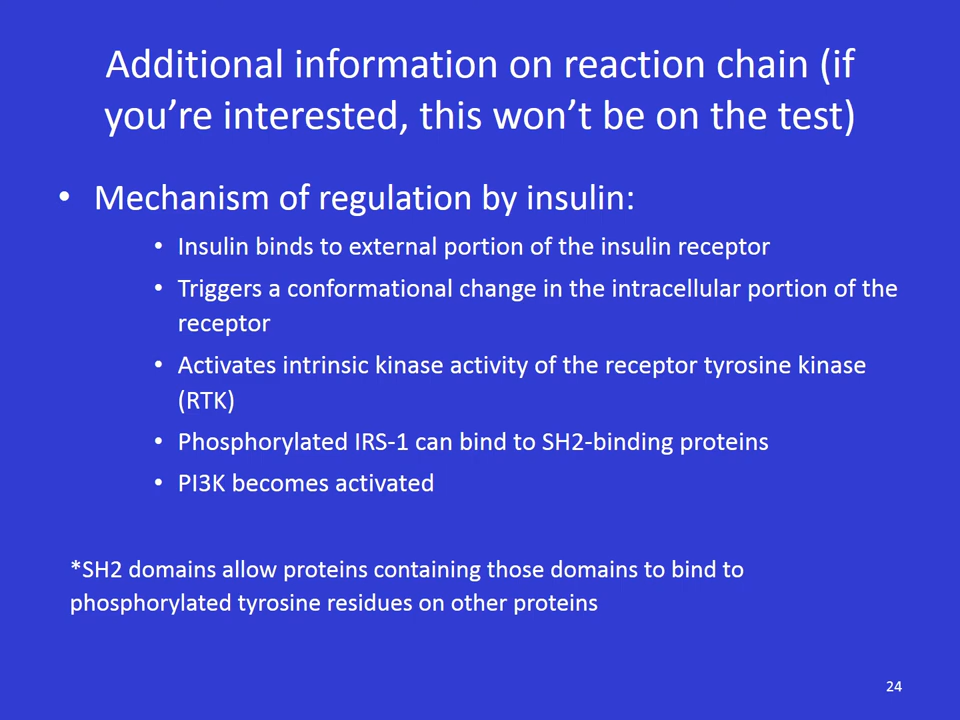 Additional information on reaction chain (if
you’re interested, this won’t be on the test)
• Mechanism of regulation by insulin:
• Insulin binds to external portion of the insulin receptor
• Triggers a conformational change in the intracellular portion of the
receptor
• Activates intrinsic kinase activity of the receptor tyrosine kinase
(RTK)
• Phosphorylated IRS-1 can bind to SH2-binding proteins
• PI3K becomes activated
*SH2 domains allow proteins containing those domains to bind to
phosphorylated tyrosine residues on other proteins
24